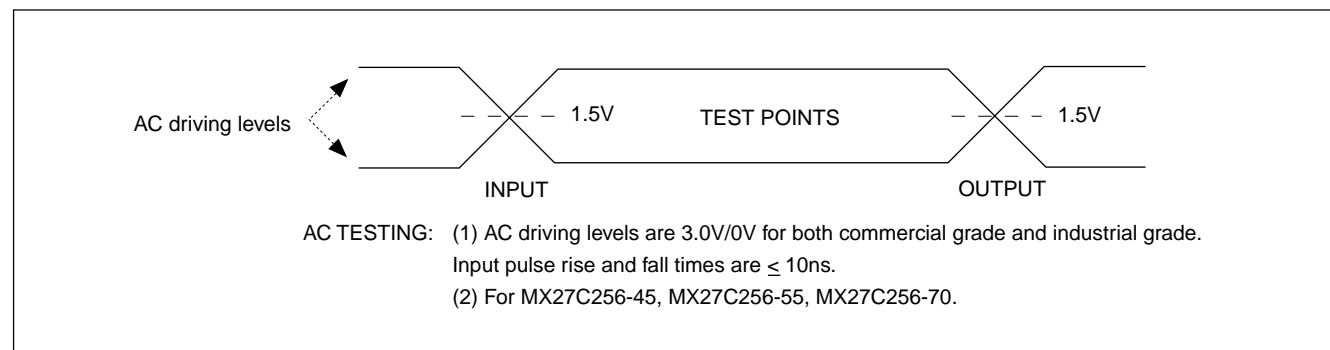 AC driving levels
1.5V
TEST POINTS
1.5V
INPUT
OUTPUT
AC TESTING: (1) AC driving levels are 3.0V/0V for both commercial grade and industrial grade.
Input pulse rise and fall times are ≤ 10ns.
(2) For MX27C256-45, MX27C256-55, MX27C256-70.